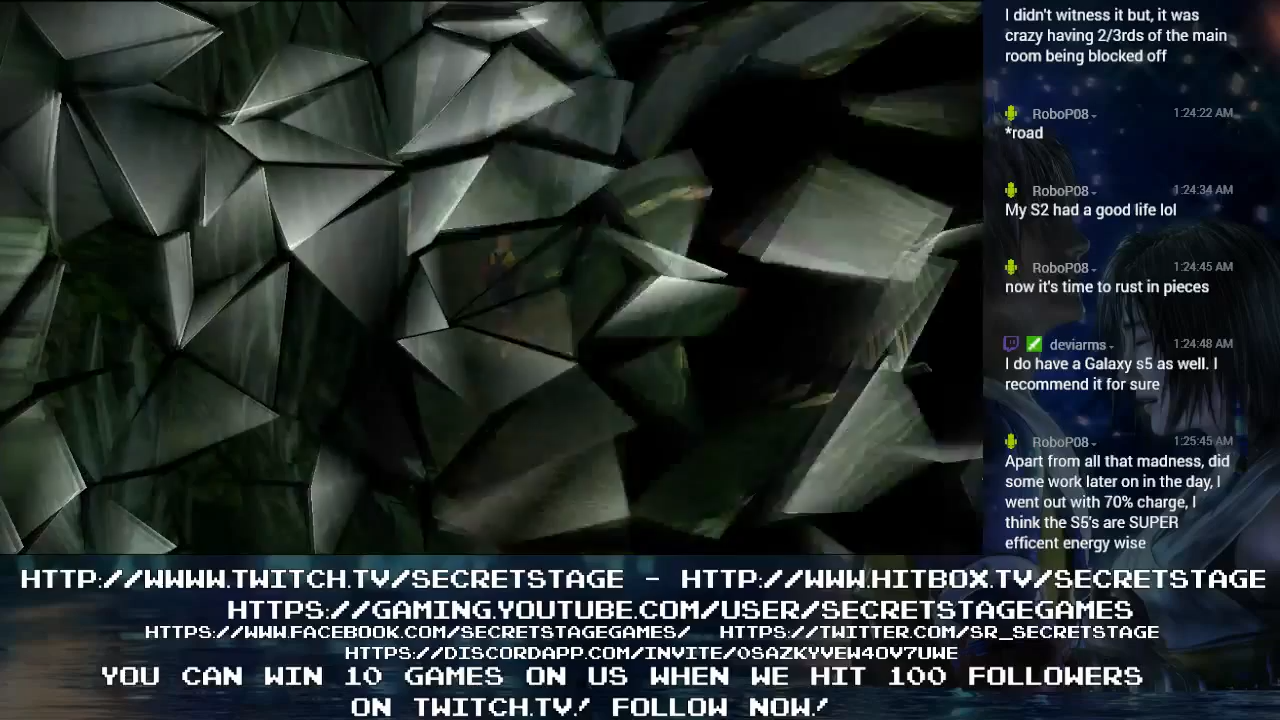 I didn't witness it but, it was
crazy having 2/3rds of the main
room being blocked off
RoboP08 1:24:22 AM
*road
RoboP08 1:24:34 AM
My S2 had a good life lol
RoboP08 1:24:45 AM
now it's time to rust in pieces
deviarms 1:24:48 AM
I do have a Galaxy s5 as well. I
recommend it for sure
RoboP08 1:25:45 AM
Apart from all that madness, did
some work later on in the day, I
went out with 70% charge, I
think the S5's are SUPER
efficent energy wise
HTTP://WWWW.TWITCH.TV/SECRETSTAGE - HTTP://WWW.HITBOX.TV/SECRETSTAGE
HTTPS://GAMING.YOUTUBE.COM/USER/SECRETSTAGEGAMES
HTTPS://WWW.FACEBOOK.COM/SECRETSTAGEGAMES/ HTTPS://TWITTER.COM/SR_SECRETSTAGE
HTTPS://DISCORDAPP.COM/INVITE/0SAZKYVEW4OV7UWE
YOU CAN WIN 10 GAMES ON US WHEN WE HIT 100 FOLLOWERS
ON TWITCH.TV! FOLLOW NOW!